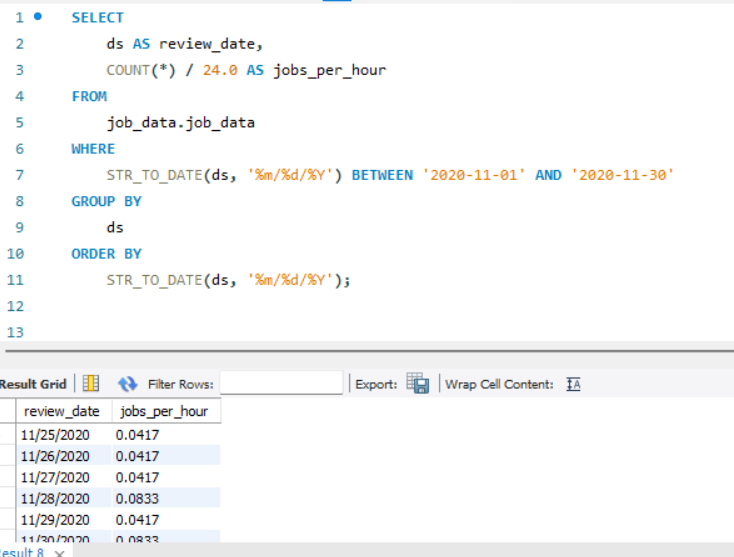 1 SELECT
2 ds AS review_date,
3 COUNT(*) / 24.0 AS jobs_per_hour
4 FROM
5 job_data.job_data
6 WHERE
7 STR_TO_DATE(ds, '%m/%d/%Y') BETWEEN '2020-11-01' AND '2020-11-30'
8 GROUP BY
9 ds
10 ORDER BY
11 STR_TO_DATE(ds, '%m/%d/%Y');
12
13
Result Grid Filter Rows: Export: Wrap Cell Content:
review_date jobs_per_hour
11/25/2020 0.0417
11/26/2020 0.0417
11/27/2020 0.0417
11/28/2020 0.0833
11/29/2020 0.0417
11/30/2020 0.0833
Result 8